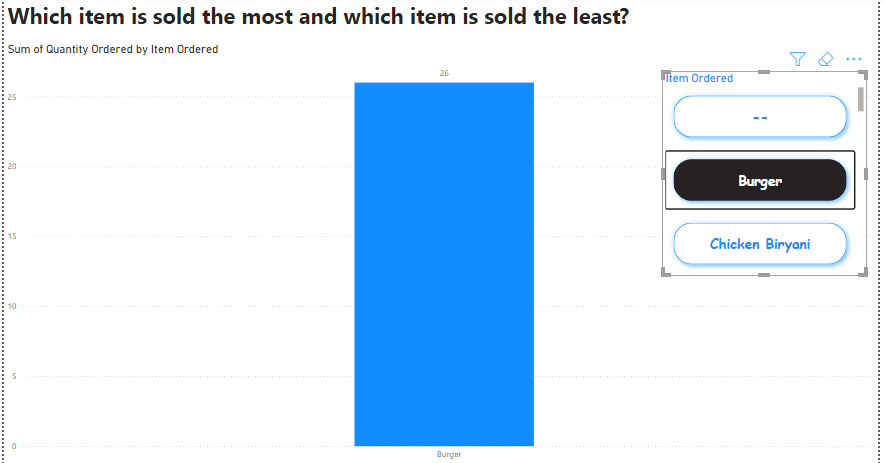 Which item is sold the most and which item is sold the least?
Sum of Quantity Ordered by Item Ordered
26
Item Ordered
--
Burger
Chicken Biryani
25
20
15
10
5
0
Burger